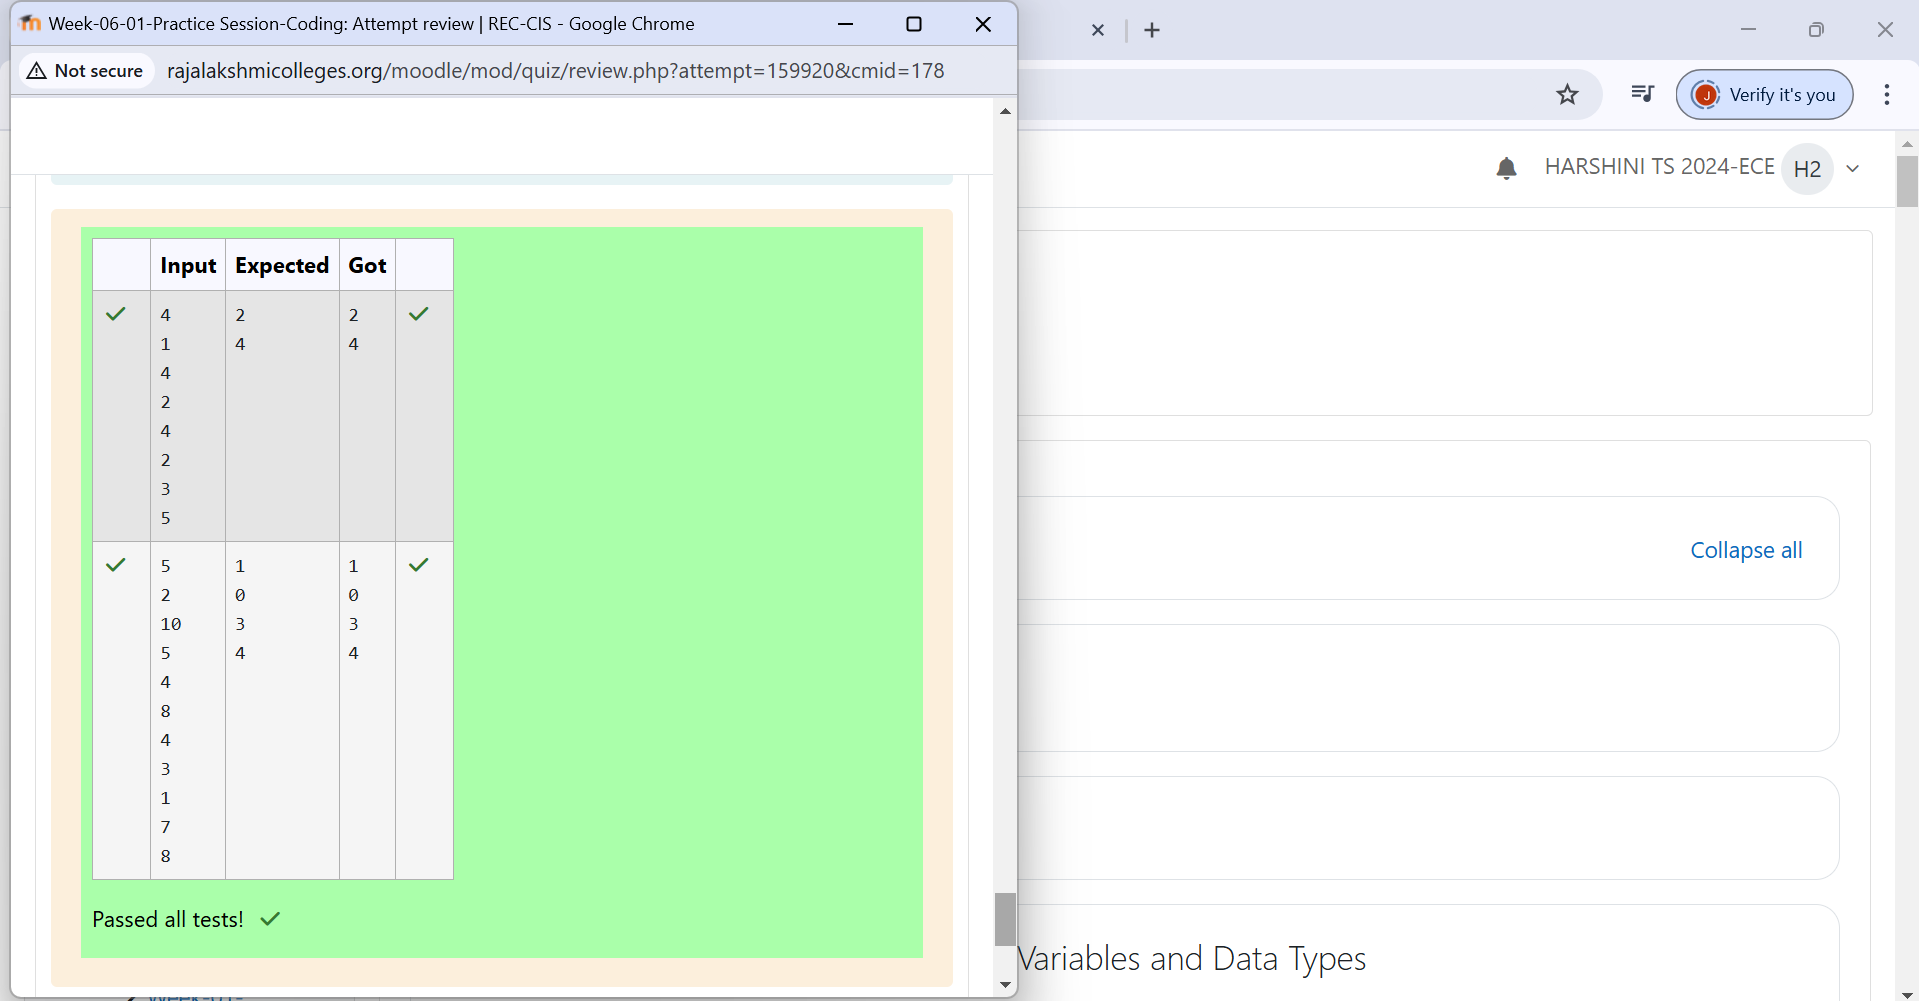 Week-06-01-Practice Session-Coding: Attempt review | REC-CIS - Google Chrome
Not secure rajalakshmicolleges.org/moodle/mod/quiz/review.php?attempt=159920&cmid=178
Verify it's you
J
HARSHINI TS 2024-ECE H2
Input Expected Got
4 2 2
1 4 4
4
2
4
2
3
5
5 1 1
2 0 0
10 3 3
5 4 4
4
8
4
3
1
7
8
Passed all tests!
Collapse all
Variables and Data Types
Week-01-